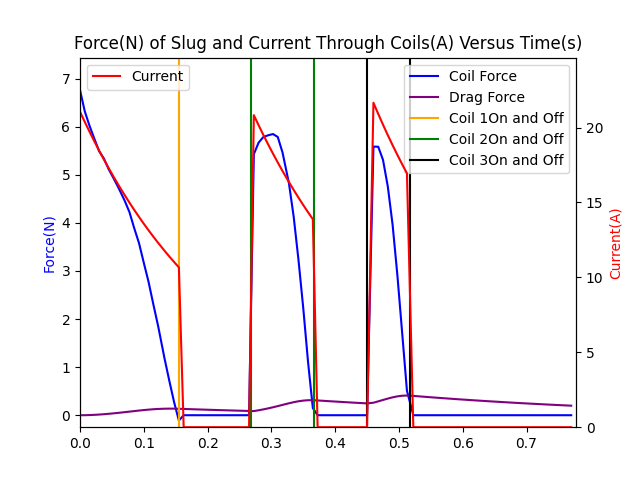 Force(N) of Slug and Current Through Coils(A) Versus Time(s)
Current
Coil Force
Drag Force
Coil 1On and Off
Coil 2On and Off
Coil 3On and Off
Force(N)
7
6
5
4
3
2
1
0
Current(A)
20
15
10
5
0
0.0 0.1 0.2 0.3 0.4 0.5 0.6 0.7